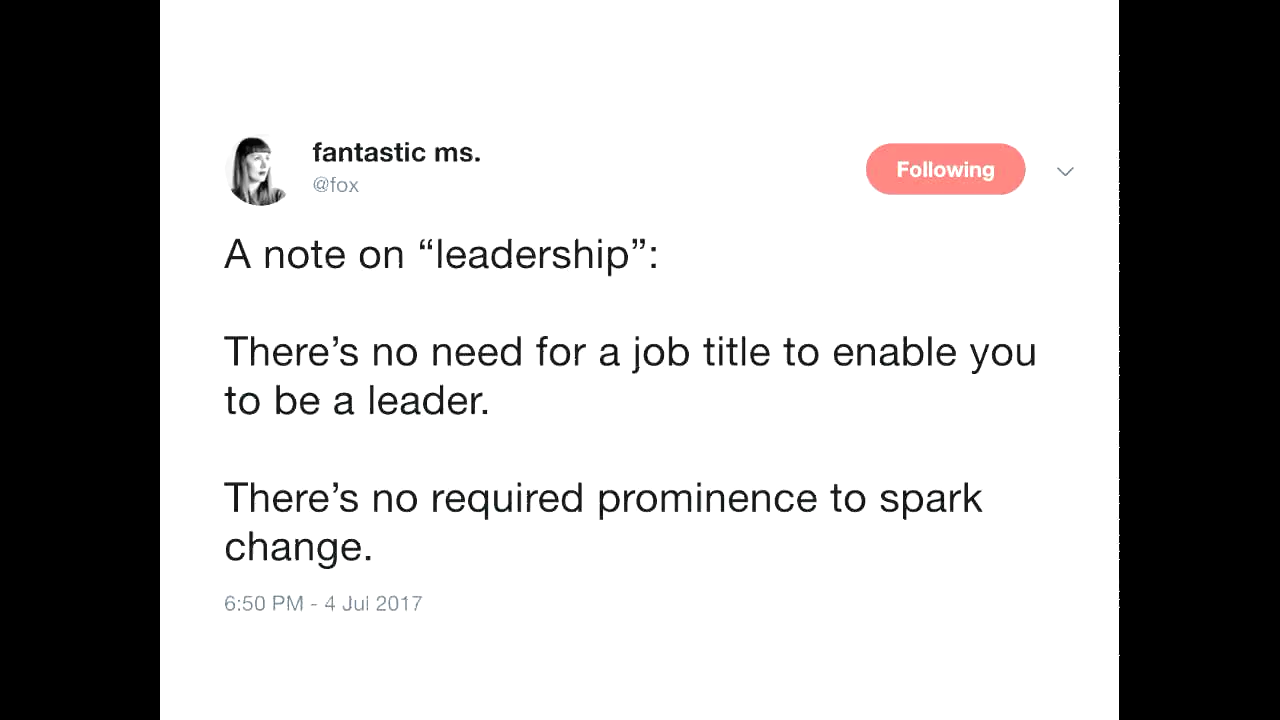 fantastic ms.
@fox
Following
A note on “leadership”:
There’s no need for a job title to enable you
to be a leader.
There’s no required prominence to spark
change.
6:50 PM - 4 Jul 2017